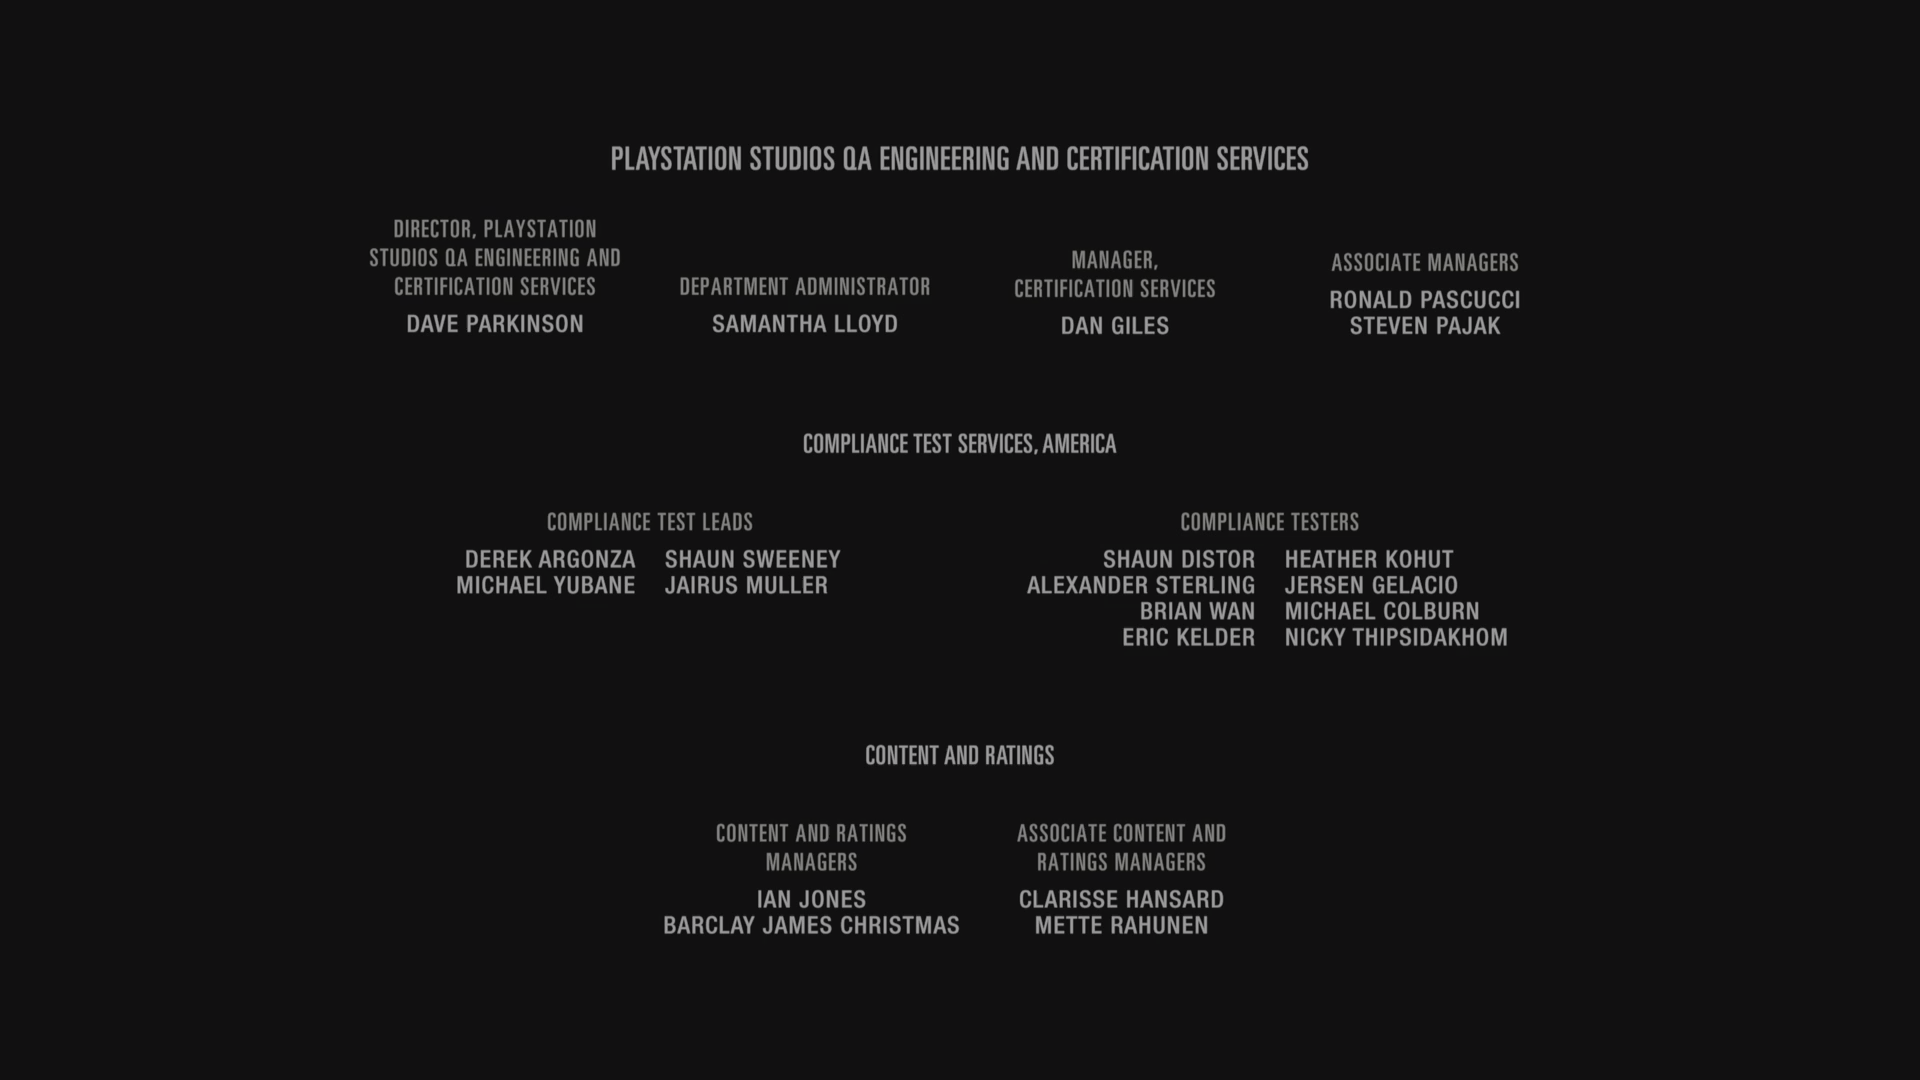 PLAYSTATION STUDIOS QA ENGINEERING AND CERTIFICATION SERVICES
DIRECTOR, PLAYSTATION
STUDIOS QA ENGINEERING AND
CERTIFICATION SERVICES
DAVE PARKINSON
DEPARTMENT ADMINISTRATOR
SAMANTHA LLOYD
MANAGER,
CERTIFICATION SERVICES
DAN GILES
ASSOCIATE MANAGERS
RONALD PASCUCCI
STEVEN PAJAK
COMPLIANCE TEST SERVICES, AMERICA
COMPLIANCE TEST LEADS
DEREK ARGONZA SHAUN SWEENEY
MICHAEL YUBANE JAIRUS MULLER
COMPLIANCE TESTERS
SHAUN DISTOR HEATHER KOHUT
ALEXANDER STERLING JERSEN GELACIO
BRIAN WAN MICHAEL COLBURN
ERIC KELDER NICKY THIPSIDAKHOM
CONTENT AND RATINGS
CONTENT AND RATINGS
MANAGERS
IAN JONES
BARCLAY JAMES CHRISTMAS
ASSOCIATE CONTENT AND
RATINGS MANAGERS
CLARISSE HANSARD
METTE RAHUNEN